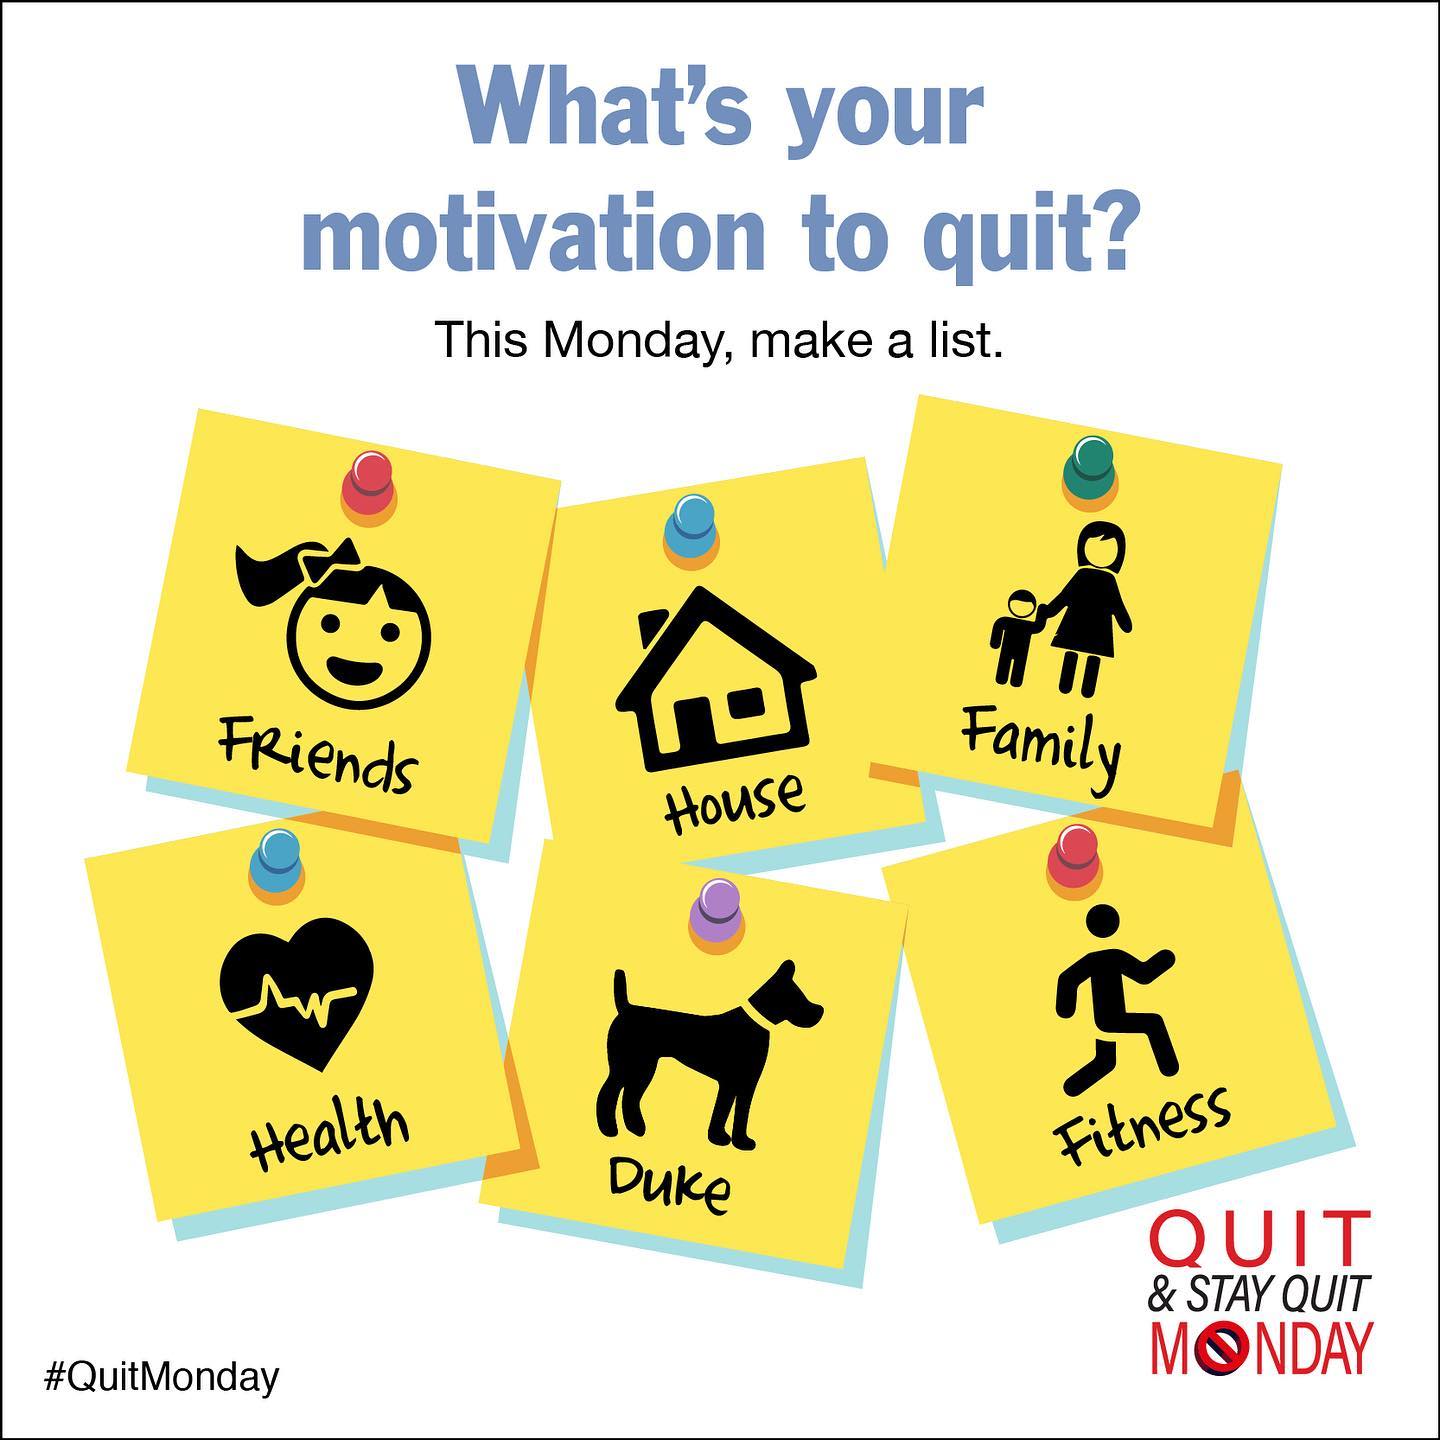 What's your
motivation to quit?
This Monday, make a list.
Friends
House
Family
Health
Duke
Fitness
QUIT
& STAY QUIT
MONDAY
#QuitMonday